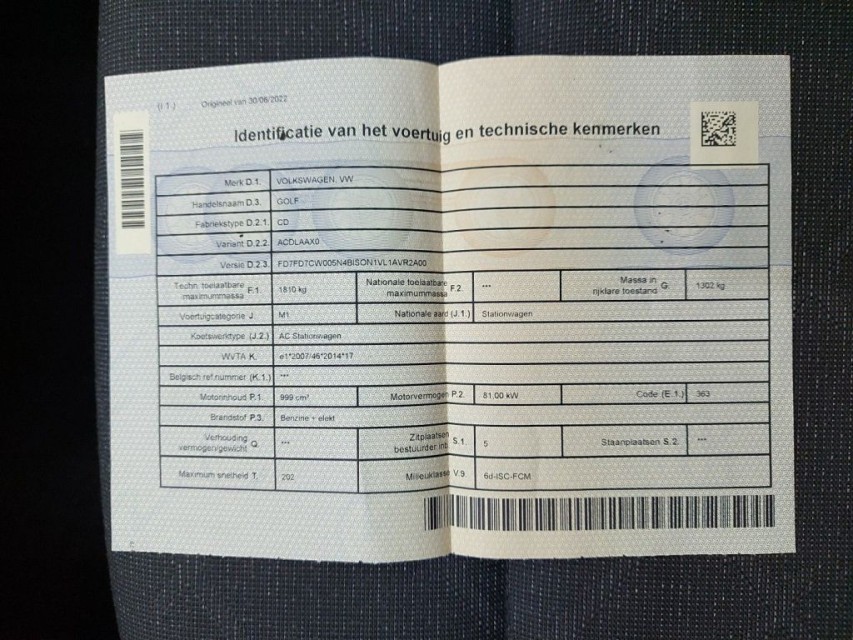 (I 1.) Origineel van 30/06/2022
Identificatie van het voertuig en technische kenmerken
Merk D.1. VOLKSWAGEN, VW
Handelsnaam D.3. GOLF
Fabriekstype D.2.1. CD
Variant D.2.2. ACDLAAX0
Versie D.2.3. FD7FD7CW005N4BISON1VL1AVR2A00
Techn. toelaatbare maximummassa F.1. 1810 kg Nationale toelaatbare maximummassa F.2. --- Massa in rijklare toestand G. 1302 kg
Voertuigcategorie J. M1 Nationale aard (J.1.) Stationwagen
Koetswerktype (J.2.) AC Stationwagen
WVTA K. e1*2007/46*2014*17
Belgisch ref.nummer (K.1.) ---
Motorinhoud P.1. 999 cm³ Motorvermogen P.2. 81,00 kW Code (E.1.) 363
Brandstof P.3. Benzine + elekt
Verhouding vermogen/gewicht Q. --- Zitplaatsen bestuurder inb S.1. 5 Staanplaatsen S.2. ---
Maximum snelheid T. 202 Milieuklasse V.9. 6d-ISC-FCM